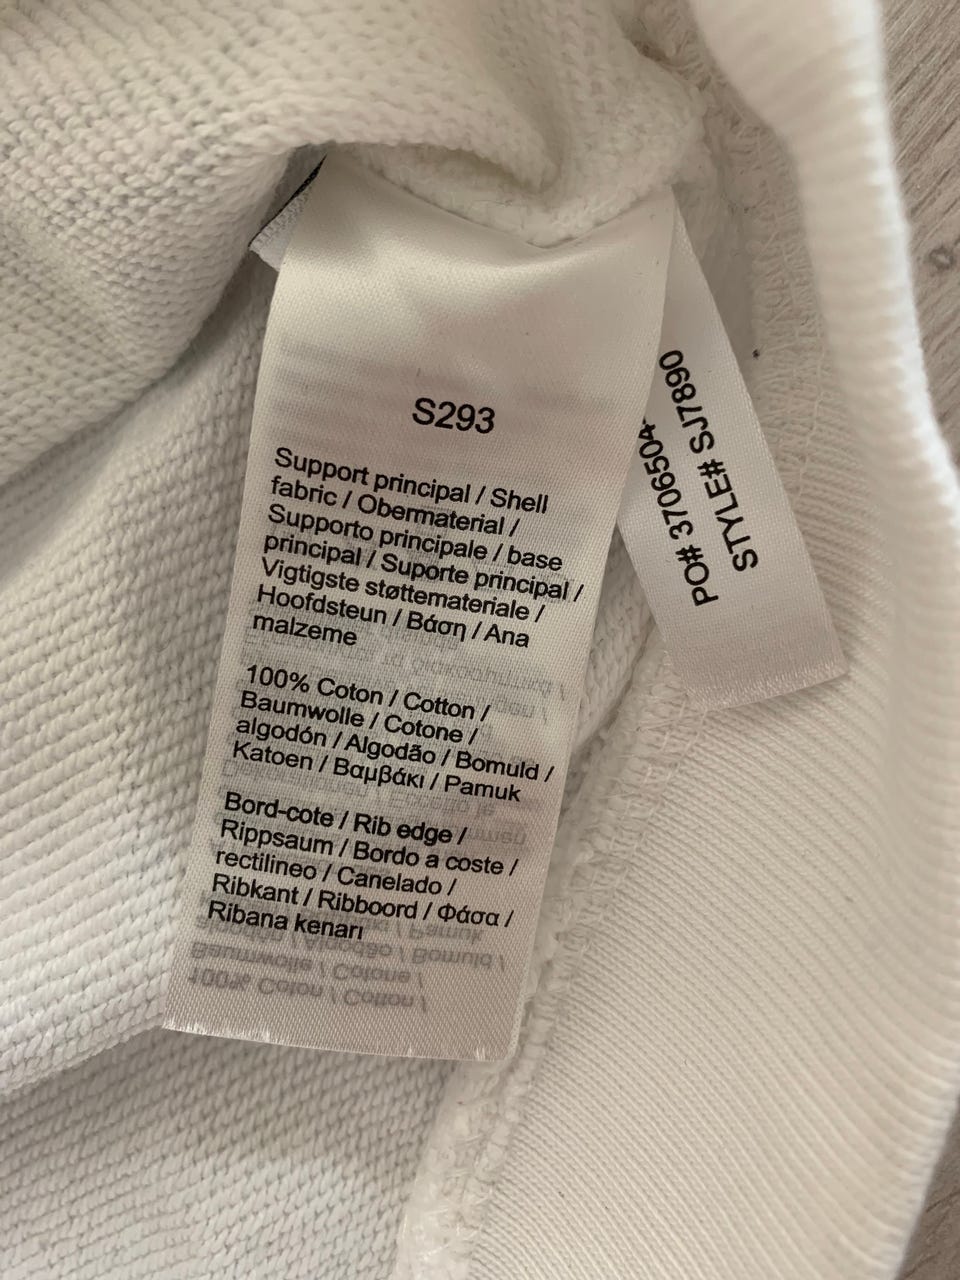 S293
Support principal / Shell
fabric / Obermaterial /
Supporto principale / base
principal / Suporte principal /
Vigtigste støttemateriale /
Hoofdsteun / Βάση / Ana
malzeme
100% Coton / Cotton /
Baumwolle / Cotone /
algodón / Algodão / Bomuld /
Katoen / Βαμβάκι / Pamuk
Bord-cote / Rib edge /
Rippsaum / Bordo a coste /
rectilineo / Canelado /
Ribkant / Ribboord / Φάσα /
Ribana kenarı
PO# 3706504
STYLE# SJ7890